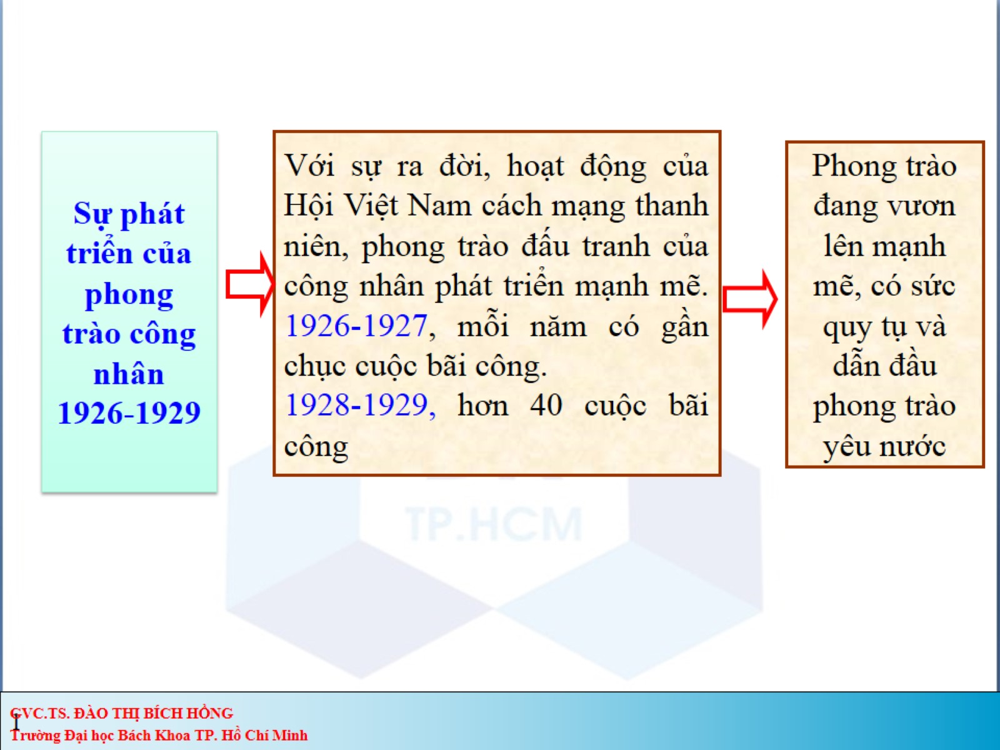 Sự phát
triển của
phong
trào công
nhân
1926-1929
Với sự ra đời, hoạt động của
Hội Việt Nam cách mạng thanh
niên, phong trào đấu tranh của
công nhân phát triển mạnh mẽ.
1926-1927, mỗi năm có gần
chục cuộc bãi công.
1928-1929, hơn 40 cuộc bãi
công
Phong trào
đang vươn
lên mạnh
mẽ, có sức
quy tụ và
dẫn đầu
phong trào
yêu nước
TP.HCM
GVC.TS. ĐÀO THỊ BÍCH HỒNG
1
Trường Đại học Bách Khoa TP. Hồ Chí Minh